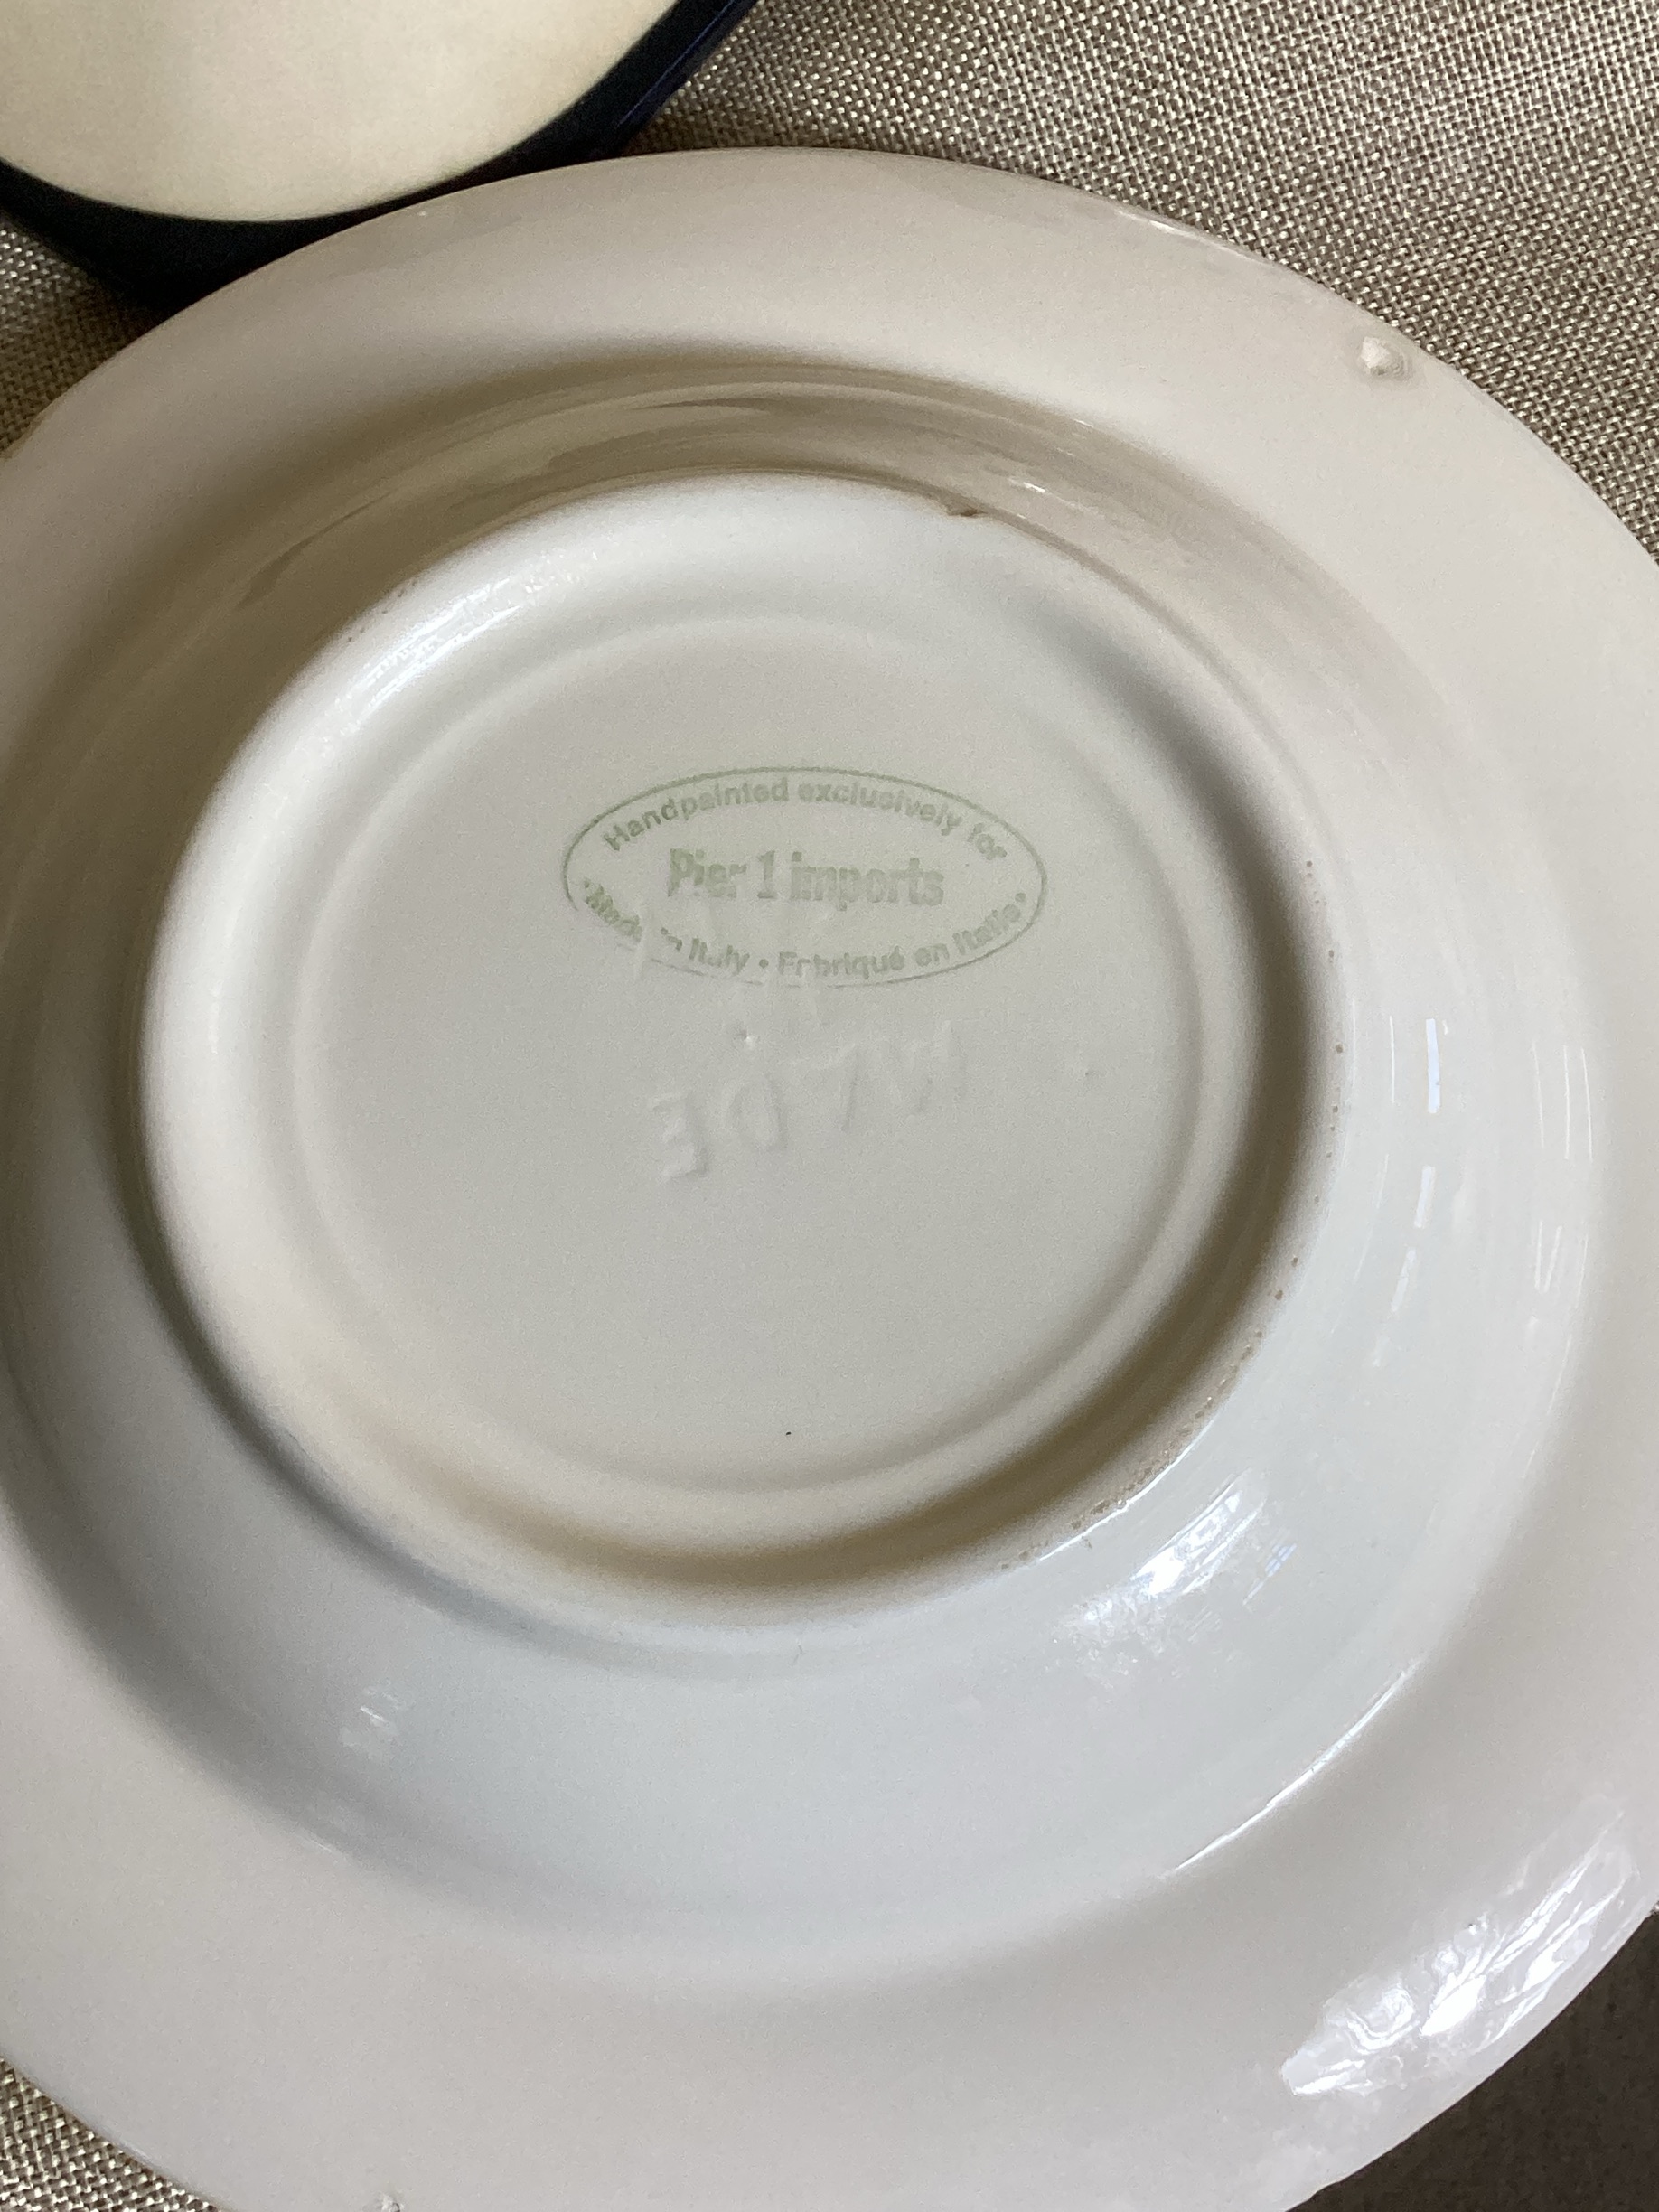 Handpainted exclusively for
Pier 1 imports
• Made in Italy • Fabriqué en Italie •